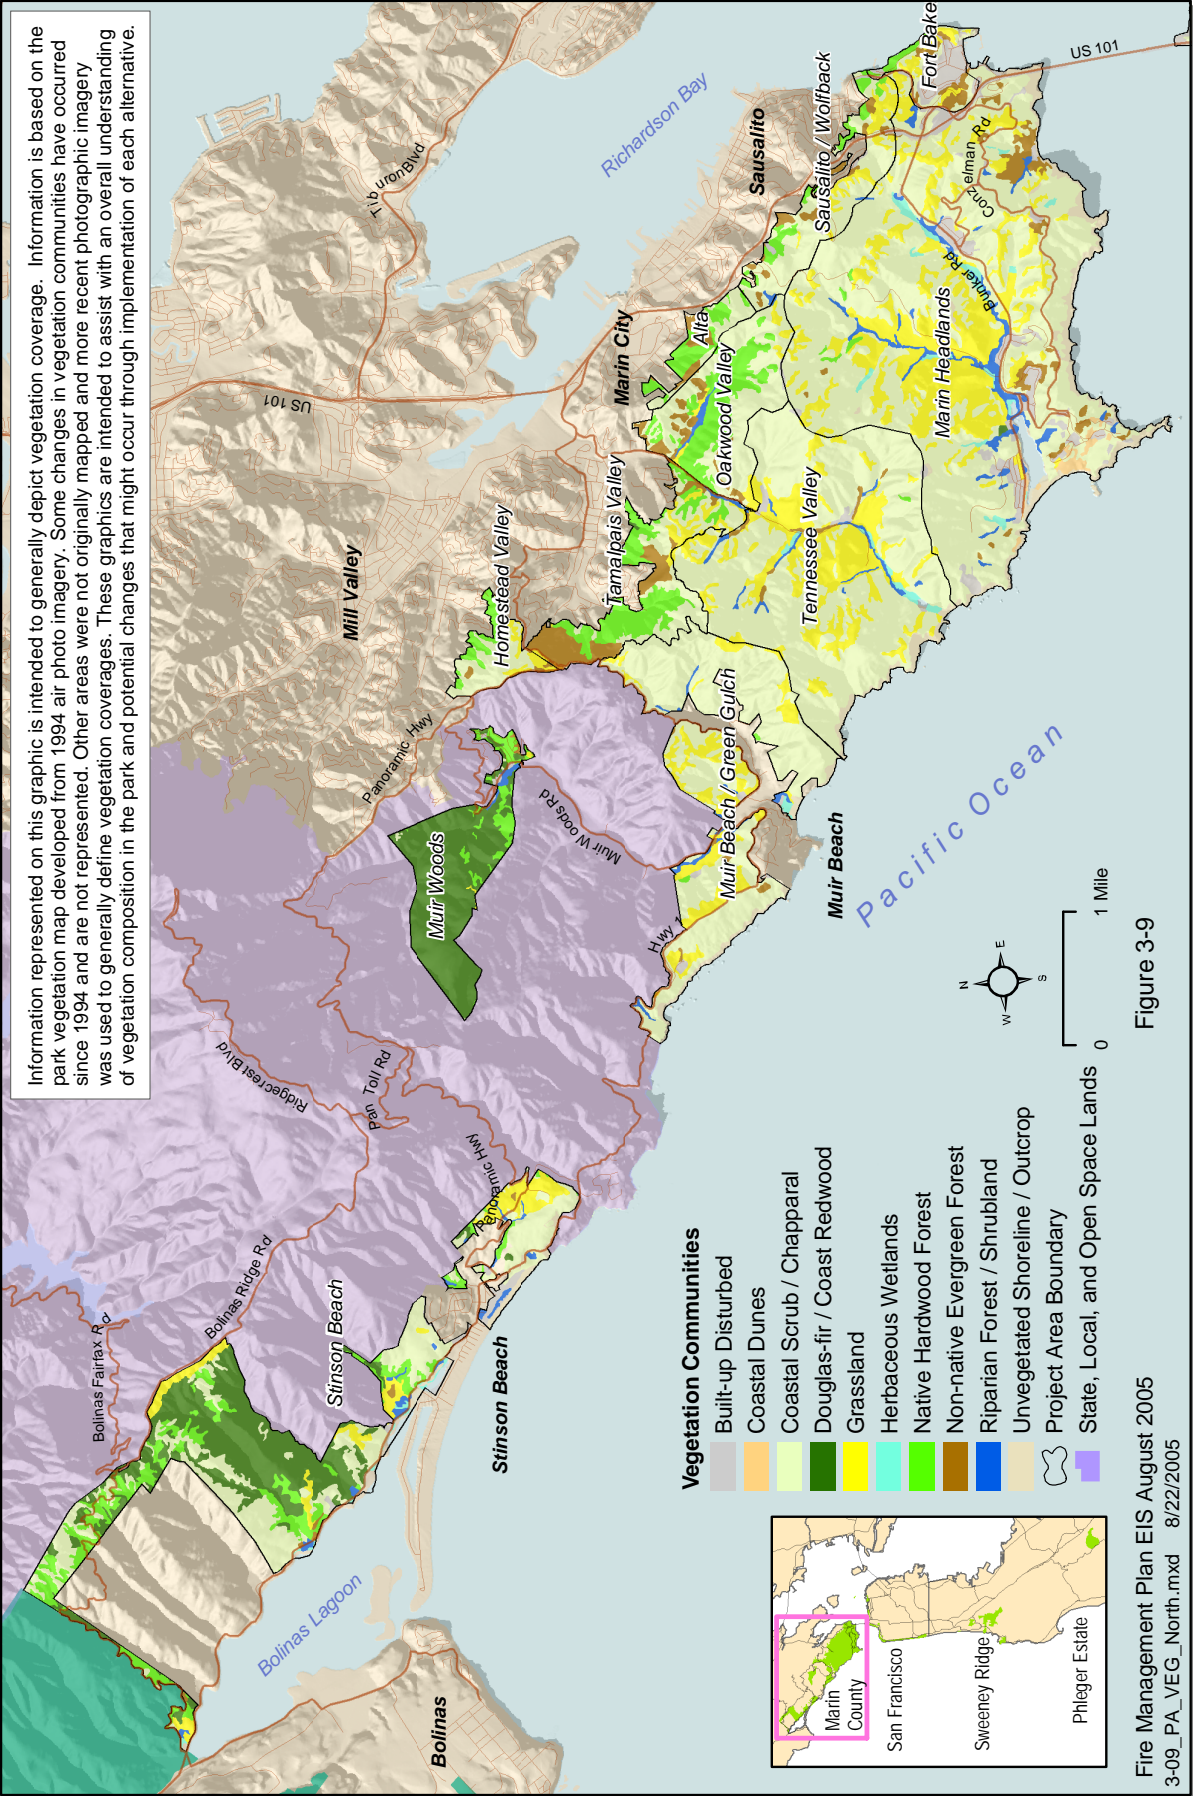 Information represented on this graphic is intended to generally depict vegetation coverage. Information is based on the
park vegetation map developed from 1994 air photo imagery. Some changes in vegetation communities have occurred
since 1994 and are not represented. Other areas were not originally mapped and more recent photographic imagery
was used to generally define vegetation coverages. These graphics are intended to assist with an overall understanding
of vegetation composition in the park and potential changes that might occur through implementation of each alternative.
Bolinas Fairfax Rd
Bolinas Ridge Rd
Ridgecrest Blvd
Pan Toll Rd
Panoramic Hwy
Panoramic Hwy
Muir Woods Rd
Hwy 1
US 101
Tiburon Blvd
US 101
Conzelman Rd
Bunker Rd
Bolinas Lagoon
Richardson Bay
Pacific Ocean
Bolinas
Stinson Beach
Stinson Beach
Muir Woods
Muir Beach
Muir Beach / Green Gulch
Mill Valley
Homestead Valley
Tamalpais Valley
Marin City
Alta
Oakwood Valley
Tennessee Valley
Marin Headlands
Sausalito
Sausalito / Wolfback
Fort Bake
Vegetation Communities
Built-up Disturbed
Coastal Dunes
Coastal Scrub / Chapparal
Douglas-fir / Coast Redwood
Grassland
Herbaceous Wetlands
Native Hardwood Forest
Non-native Evergreen Forest
Riparian Forest / Shrubland
Unvegetated Shoreline / Outcrop
Project Area Boundary
State, Local, and Open Space Lands
N
W
E
S
0
1 Mile
Figure 3-9
Marin
County
San Francisco
Sweeney Ridge
Phleger Estate
Fire Management Plan EIS August 2005
3-09_PA_VEG_North.mxd 8/22/2005